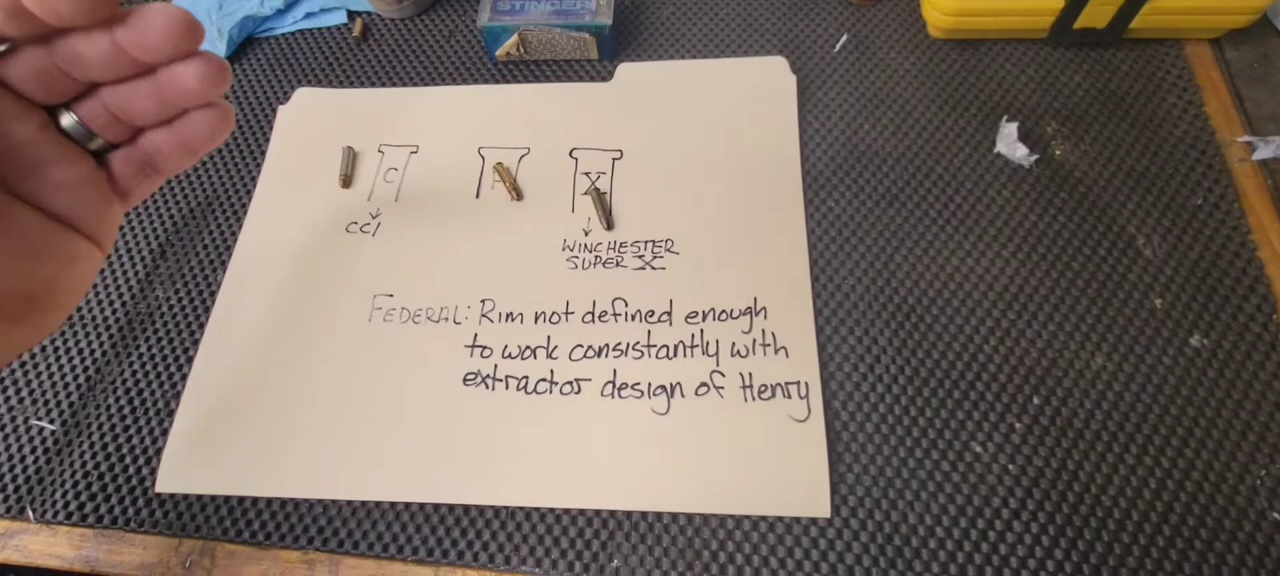 STINGER
C
A
X
CCI
WINCHESTER
SUPER X
FEDERAL: Rim not defined enough
to work consistantly with
extractor design of Henry